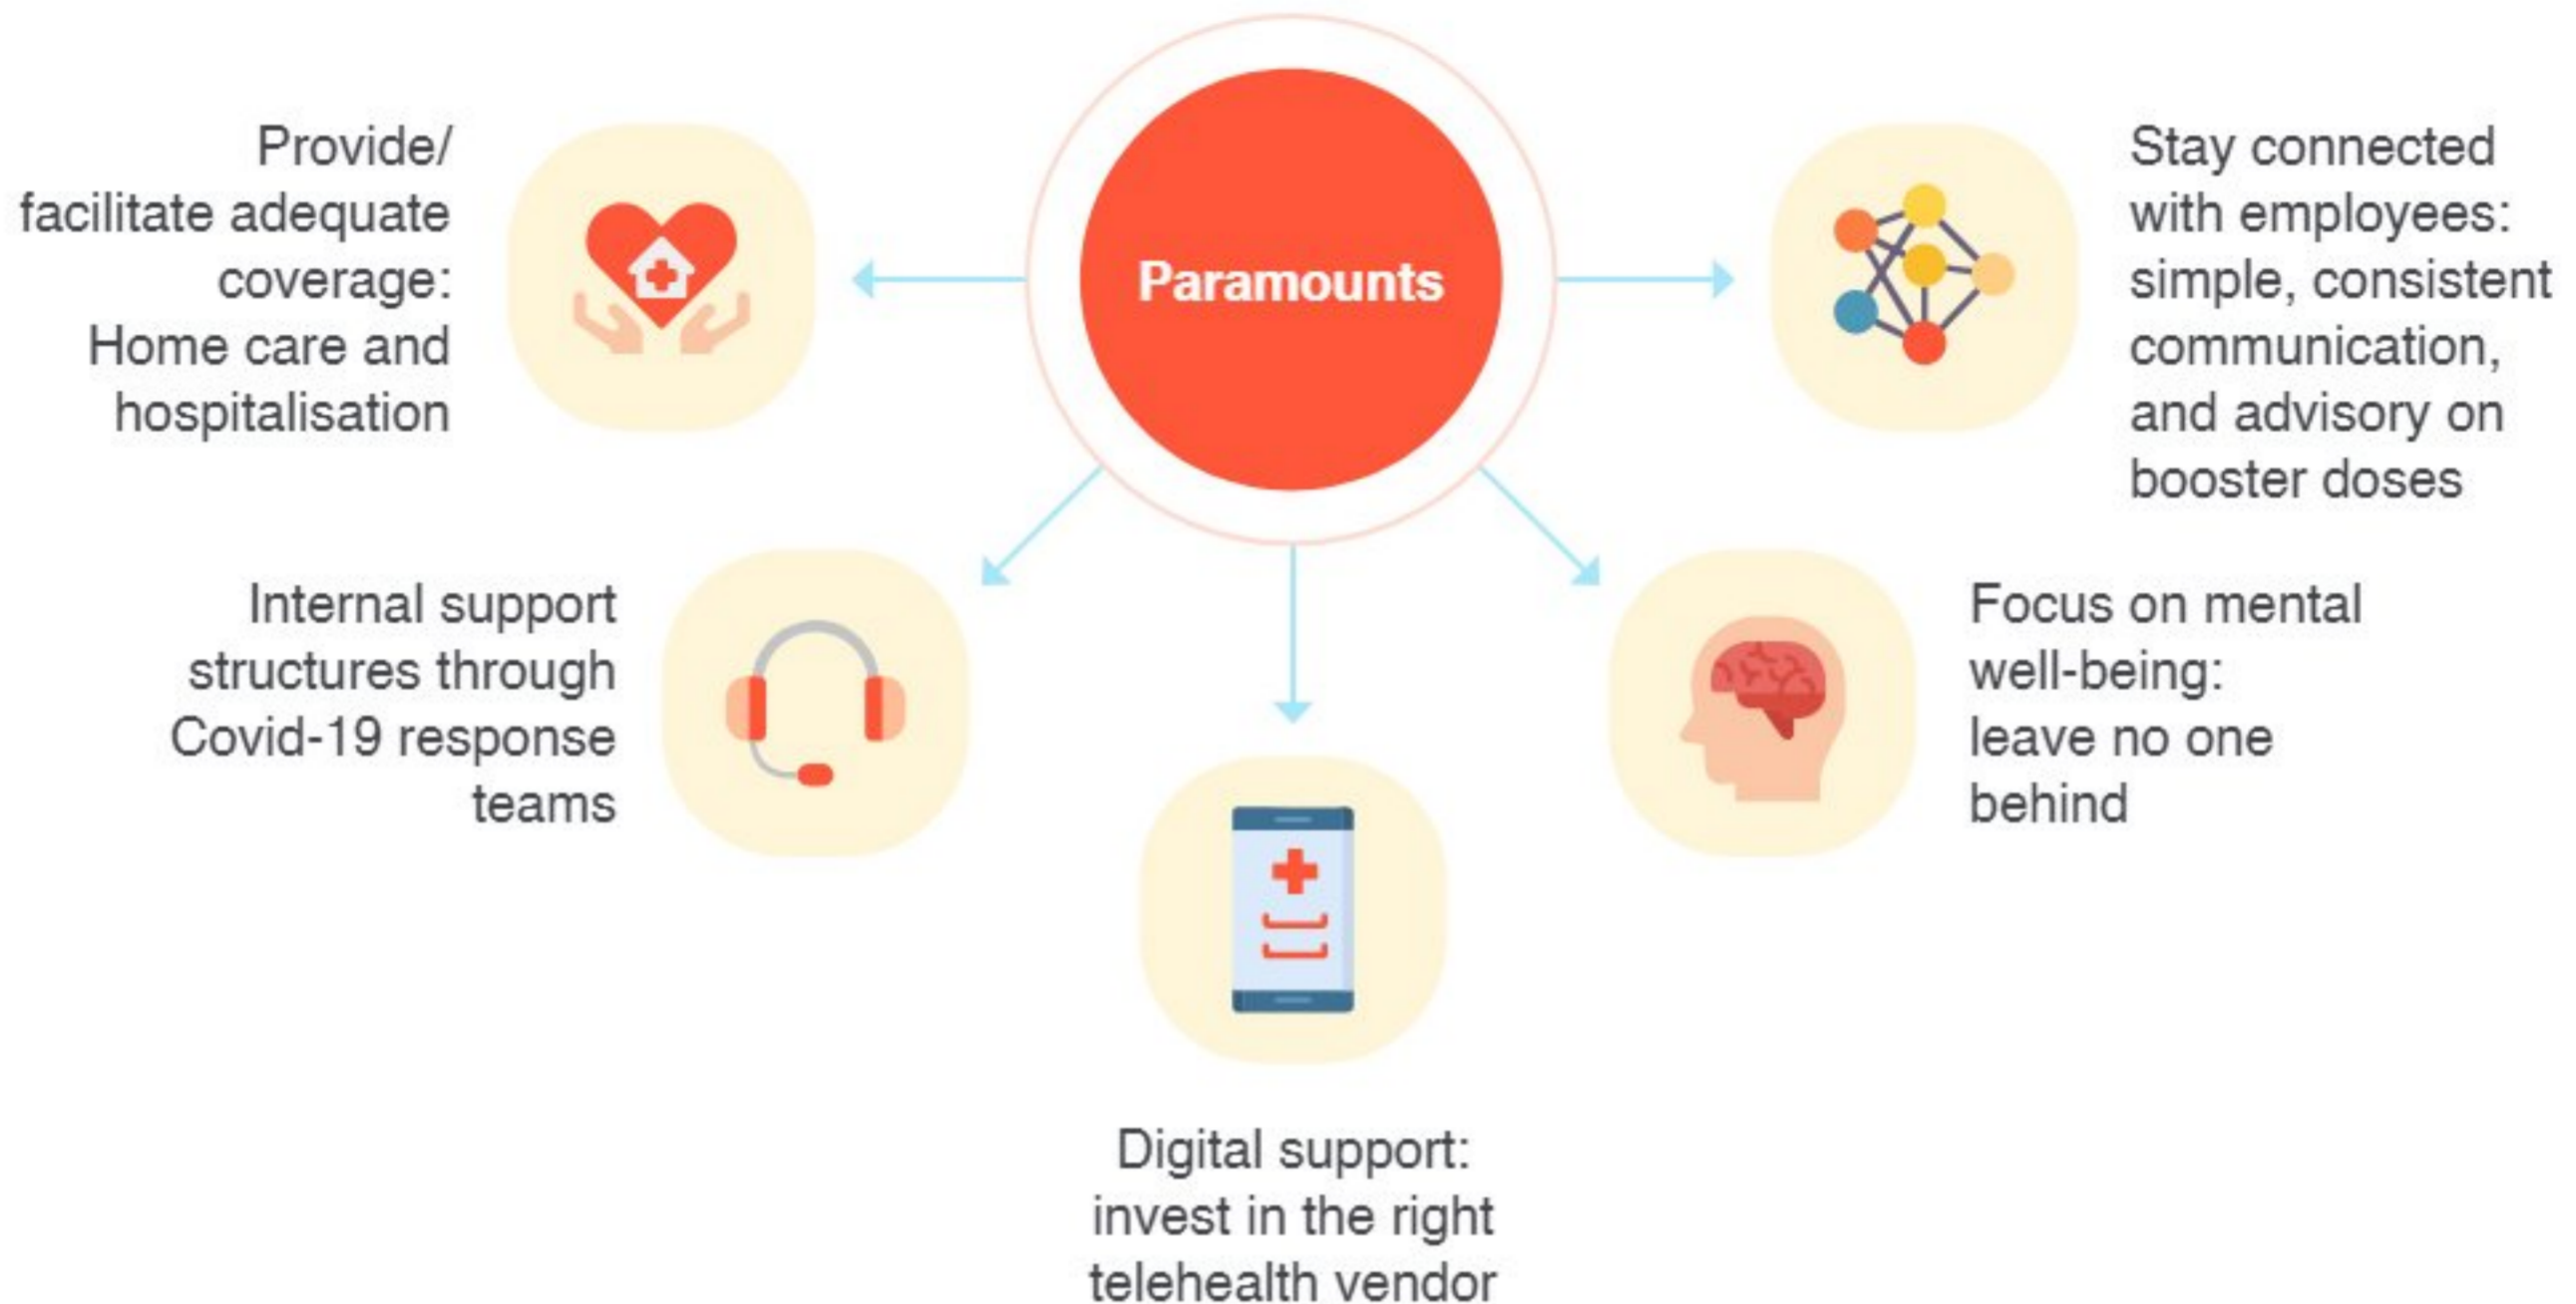 Paramounts
Provide/
facilitate adequate
coverage:
Home care and
hospitalisation
Internal support
structures through
Covid-19 response
teams
Digital support:
invest in the right
telehealth vendor
Focus on mental
well-being:
leave no one
behind
Stay connected
with employees:
simple, consistent
communication,
and advisory on
booster doses